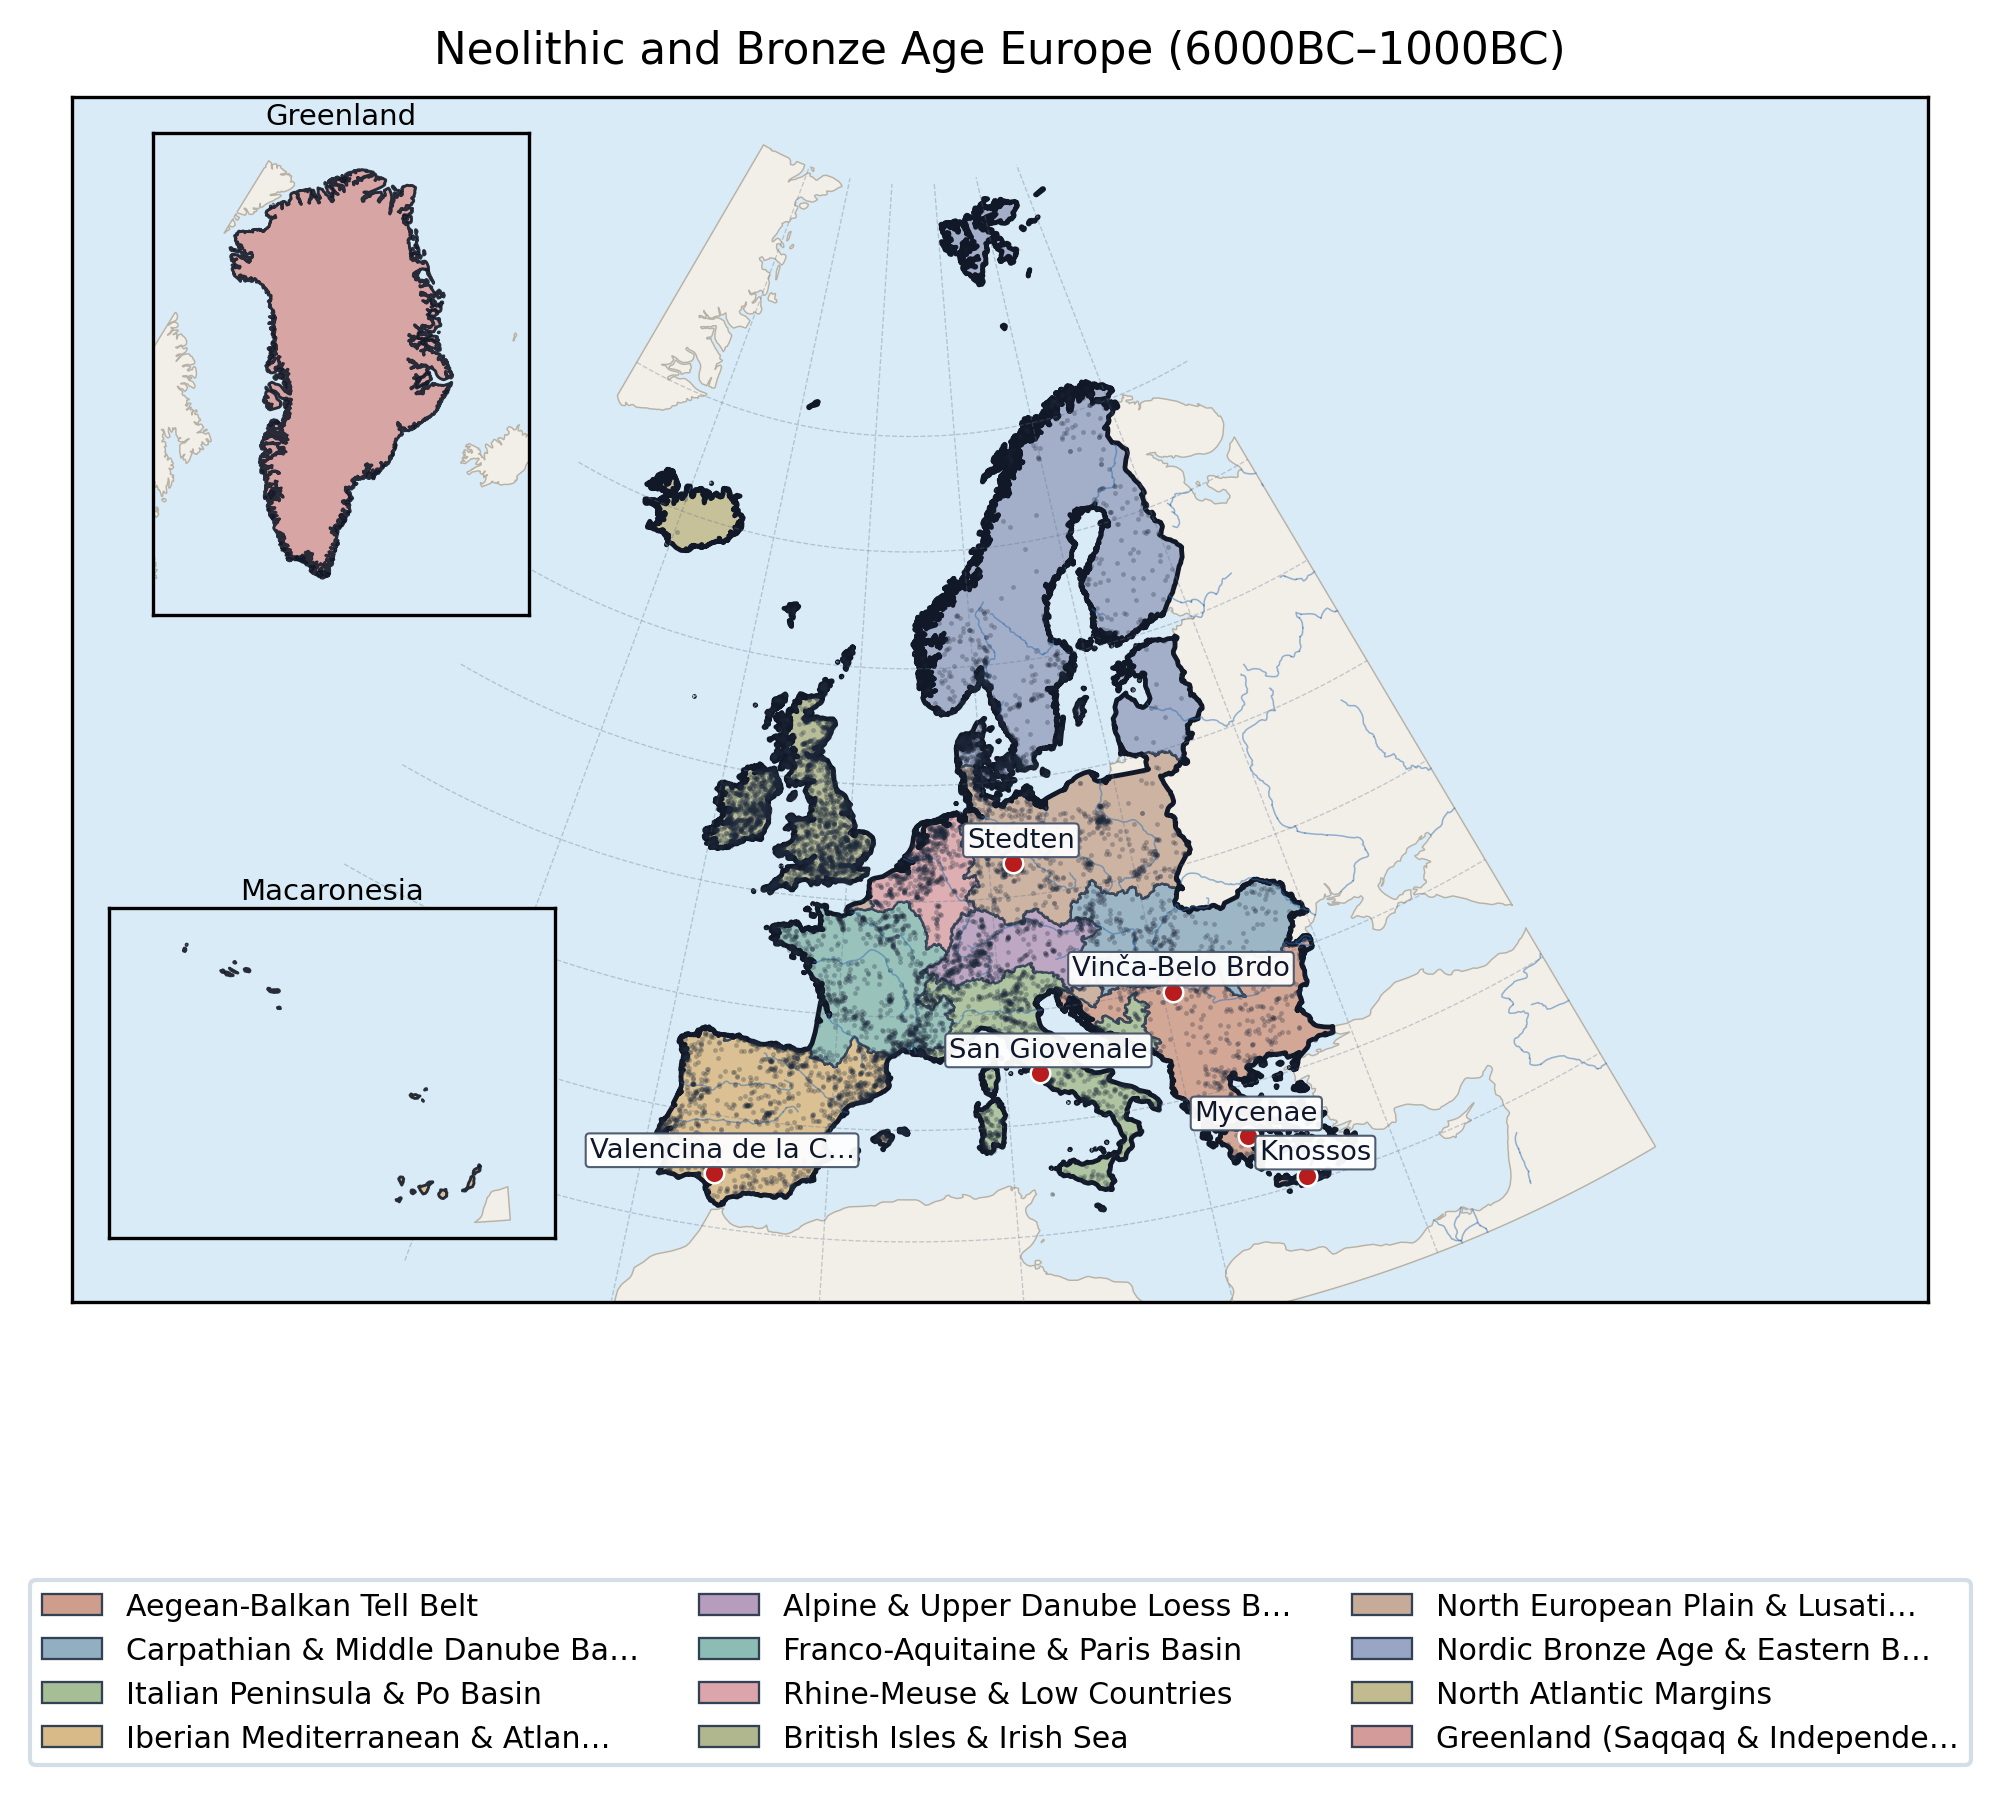 Neolithic and Bronze Age Europe (6000BC–1000BC)
Greenland
Stedten
Macaronesia
Vinča-Belo Brdo
San Giovenale
Mycenae
Valencina de la C...
Knossos
Aegean-Balkan Tell Belt
Carpathian & Middle Danube Ba...
Italian Peninsula & Po Basin
Iberian Mediterranean & Atlan...
Alpine & Upper Danube Loess B...
Franco-Aquitaine & Paris Basin
Rhine-Meuse & Low Countries
British Isles & Irish Sea
North European Plain & Lusati...
Nordic Bronze Age & Eastern B...
North Atlantic Margins
Greenland (Saqqaq & Independe...